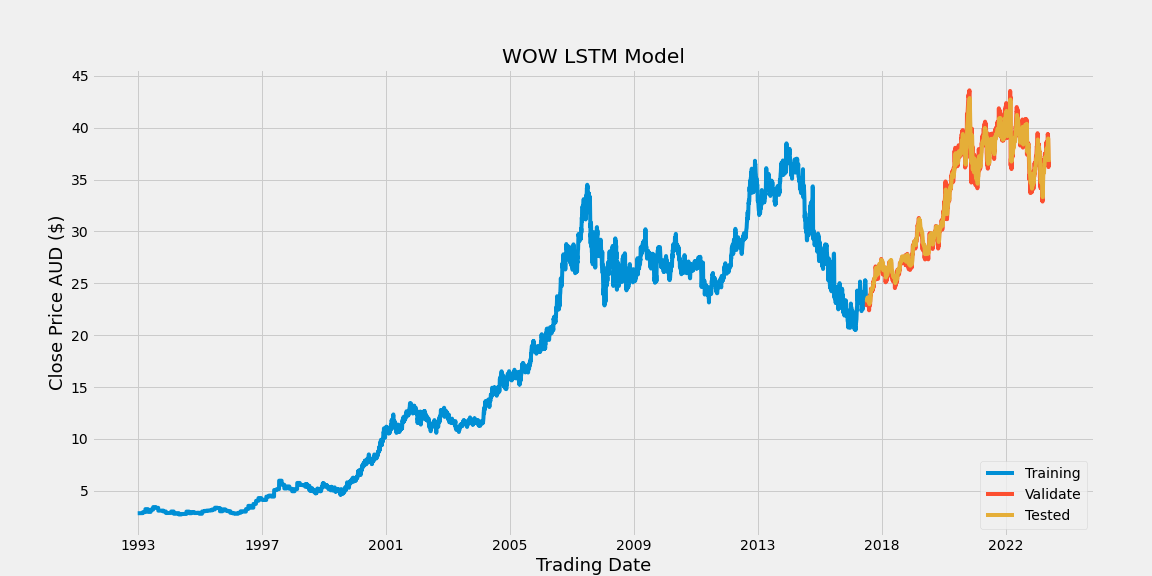 WOW LSTM Model
Close Price AUD ($)
45
40
35
30
25
20
15
10
5
1993 1997 2001 2005 2009 2013 2018 2022
Trading Date
Training
Validate
Tested